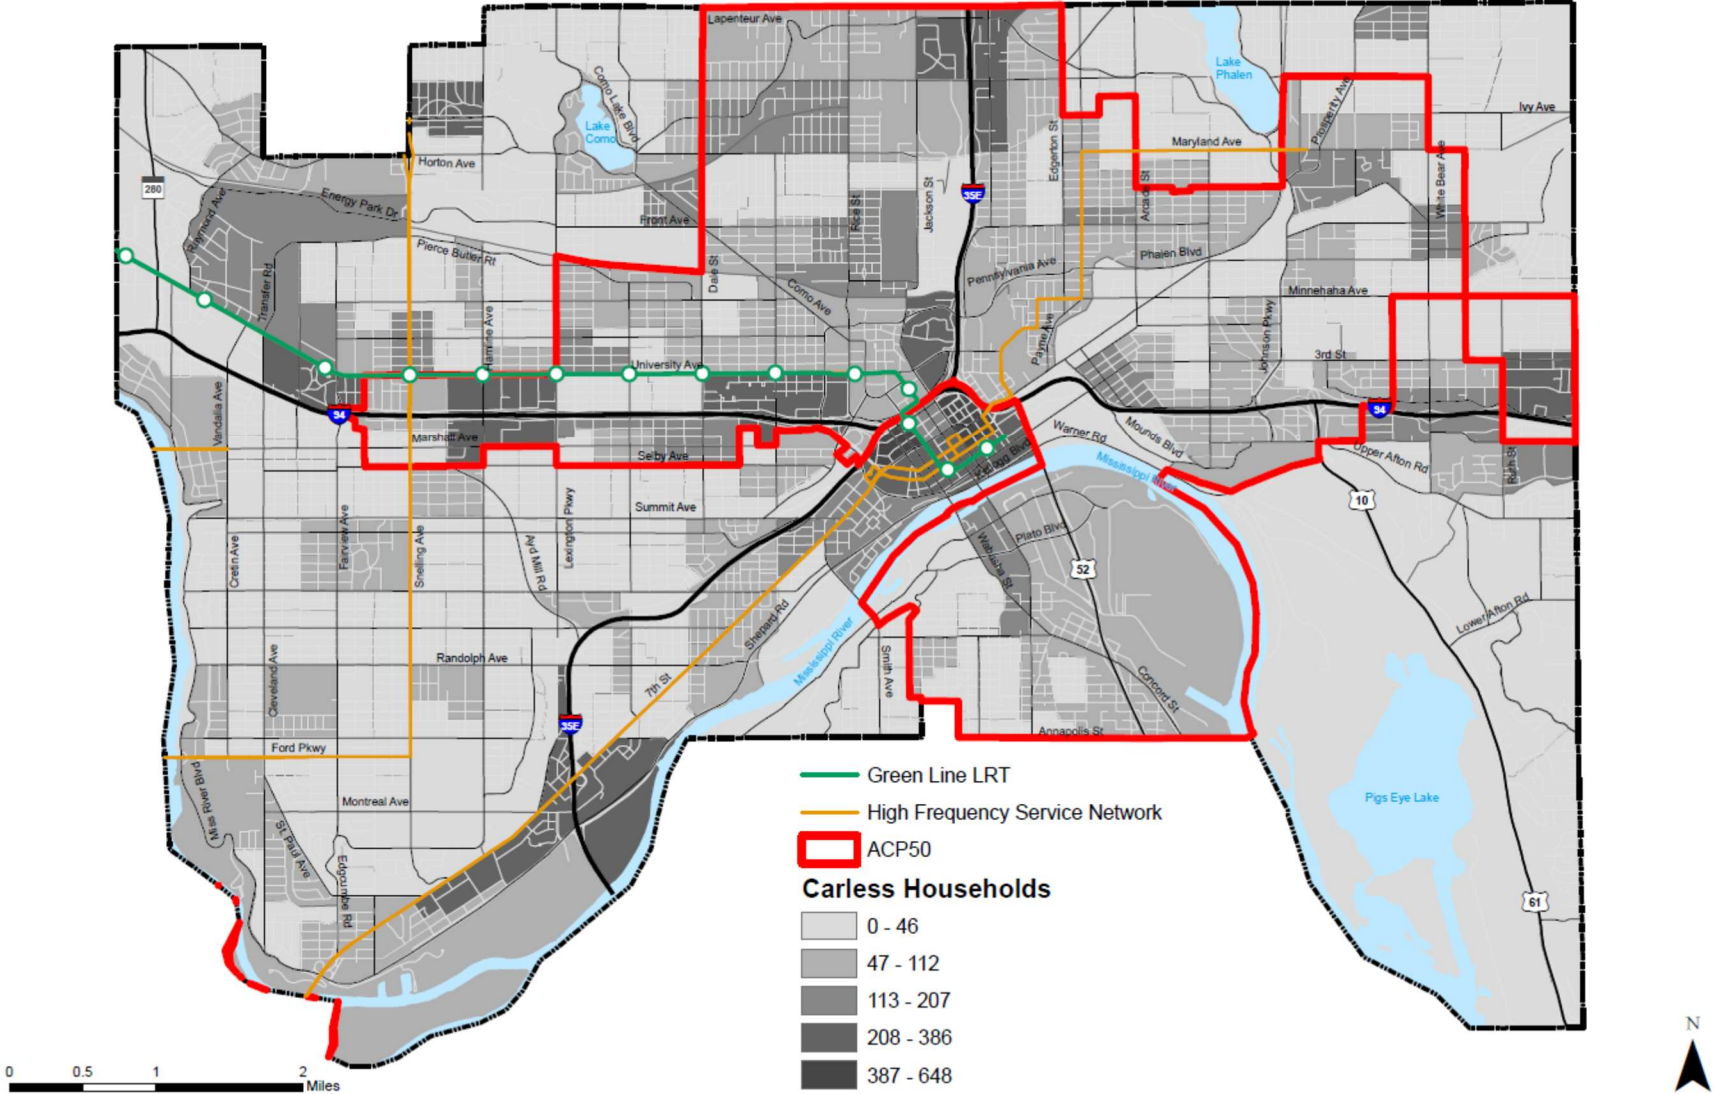 Larpenteur Ave
Lake
Phalen
Como Lake Blvd
Lake
Como
Prosperity Ave
Ivy Ave
Edgerton St
Maryland Ave
Horton Ave
White Bear Ave
280
35E
Arcade St
Raymond Ave
Energy Park Dr
Front Ave
Rice St
Jackson St
Pierce Butler Rt
Phalen Blvd
Dale St
Pennsylvania Ave
Transfer Rd
Como Ave
Minnehaha Ave
Hamline Ave
Payne Ave
Johnson Pkwy
3rd St
University Ave
Vandalia Ave
94
94
Marshall Ave
Selby Ave
Kellogg Blvd
Warner Rd
Mounds Blvd
Upper Afton Rd
Ruth St
Mississippi River
Summit Ave
10
Cretin Ave
Fairview Ave
Snelling Ave
Ayd Mill Rd
Lexington Pkwy
Wabasha St
Plato Blvd
52
Shepard Rd
Lower Afton Rd
Mississippi River
Cleveland Ave
Randolph Ave
7th St
Smith Ave
Concord St
35E
Annapolis St
Ford Pkwy
Miss River Blvd
Montreal Ave
St. Paul Ave
Edgcumbe Rd
Pigs Eye Lake
61
Green Line LRT
High Frequency Service Network
ACP50
Carless Households
0 - 46
47 - 112
113 - 207
208 - 386
387 - 648
N
0 0.5 1 2
Miles